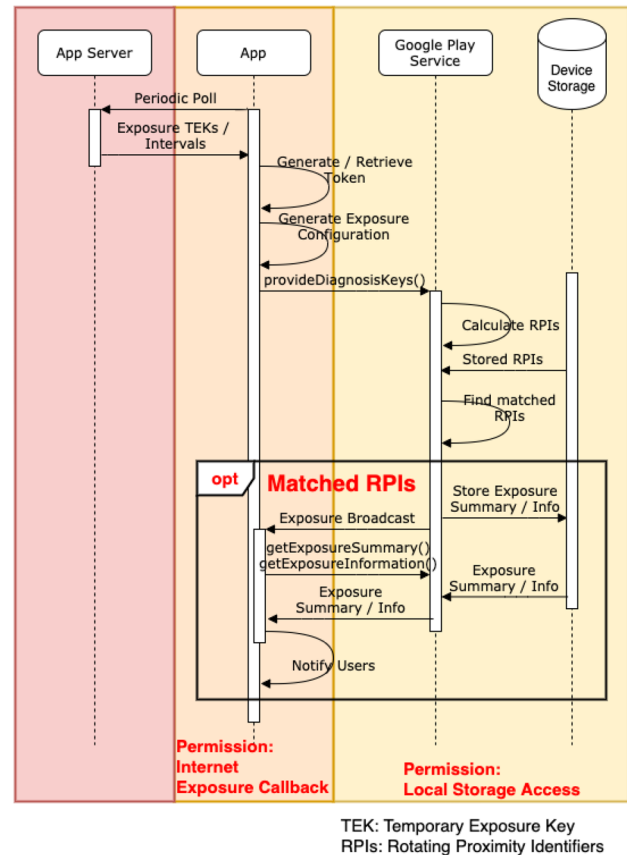 App Server
App
Google Play
Service
Device
Storage
Periodic Poll
Exposure TEKs /
Intervals
Generate / Retrieve
Token
Generate Exposure
Configuration
provideDiagnosisKeys()
Calculate RPIs
Stored RPIs
Find matched
RPIs
opt
Matched RPIs
Store Exposure
Summary / Info
Exposure Broadcast
getExposureSummary()
getExposureInformation()
Exposure
Summary / Info
Exposure
Summary / Info
Notify Users
Permission:
Internet
Exposure Callback
Permission:
Local Storage Access
TEK: Temporary Exposure Key
RPIs: Rotating Proximity Identifiers